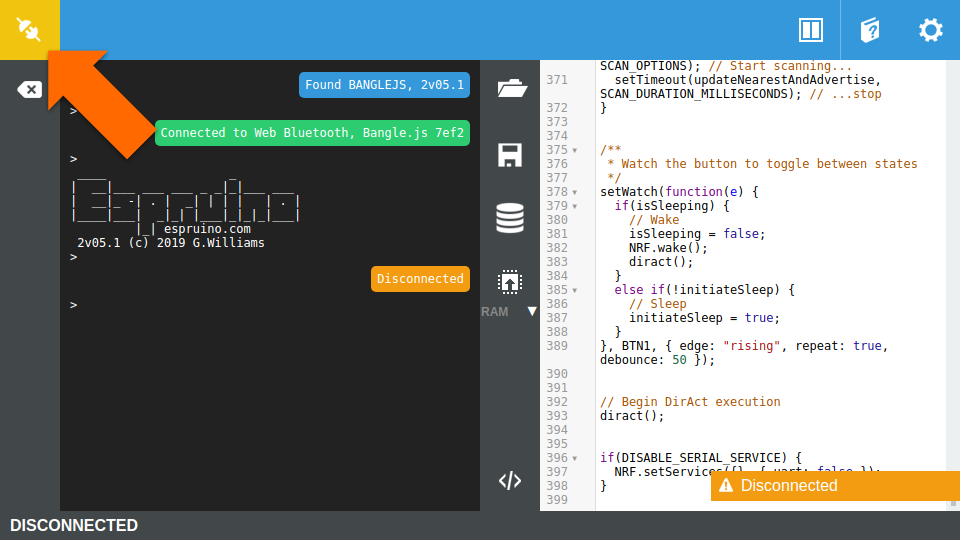 Found BANGLEJS, 2v05.1
>
Connected to Web Bluetooth, Bangle.js 7ef2
>
espruino.com
2v05.1 (c) 2019 G.Williams
>
Disconnected
>
RAM ▼
SCAN_OPTIONS); // Start scanning...
371 setTimeout(updateNearestAndAdvertise,
SCAN_DURATION_MILLISECONDS); // ...stop
372 }
373
374
375 /**
376 * Watch the button to toggle between states
377 */
378 setWatch(function(e) {
379 if(isSleeping) {
380 // Wake
381 isSleeping = false;
382 NRF.wake();
383 diract();
384 }
385 else if(!initiateSleep) {
386 // Sleep
387 initiateSleep = true;
388 }
389 }, BTN1, { edge: "rising", repeat: true,
debounce: 50 });
390
391
392 // Begin DirAct execution
393 diract();
394
395
396 if(DISABLE_SERIAL_SERVICE) {
397 NRF.setServices({}, { uart: false });
398 }
399
Disconnected
DISCONNECTED